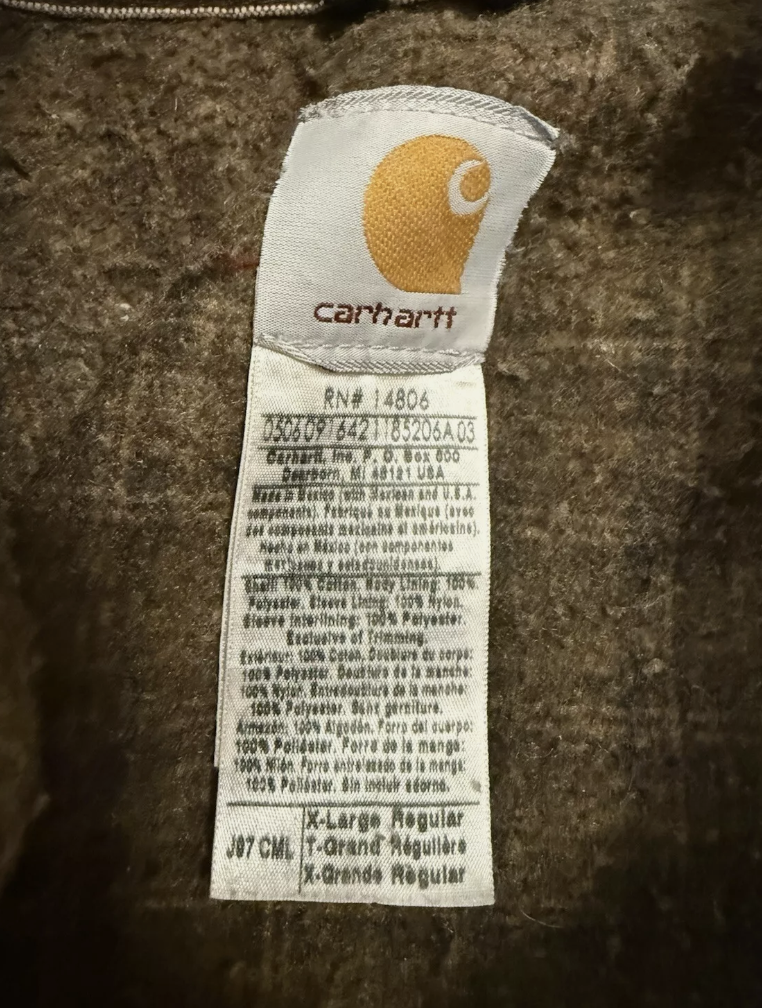 carhartt
RN# 14806
0506091642118520​6A03
Carhartt, Inc. P. O. Box 600
Dearborn, MI 48121 USA
Made in Mexico (with Mexican and U.S.A.
components). Fabriqué au Mexique (avec
des composants mexicains et américains).
Hecho en México (con componentes
mexicanos y estadounidenses).
Shell: 100% Cotton. Body Lining: 100%
Polyester. Sleeve Lining: 100% Nylon.
Sleeve Interlining: 100% Polyester.
Exclusive of Trimming.
Extérieur: 100% Coton. Doublure du corps:
100% Polyester. Doublure de la manche:
100% Nylon. Entredoublure de la manche:
100% Polyester. Sans garniture.
Armazón: 100% Algodón. Forro del cuerpo:
100% Poliéster. Forro de la manga:
100% Nilón. Forro entrelazado de la manga:
100% Poliéster. Sin incluir adorno.
X-Large Regular
J97 CML T-Grand Régulière
X-Grande Regular